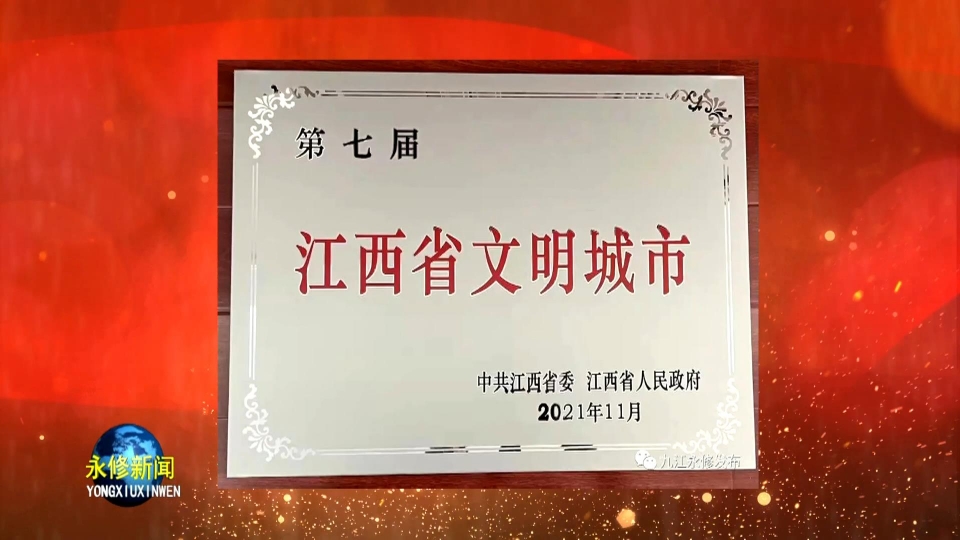 第七届
江西省文明城市
中共江西省委 江西省人民政府
2021年11月
九江永修发布
永修新闻
YONGXIUXINWEN